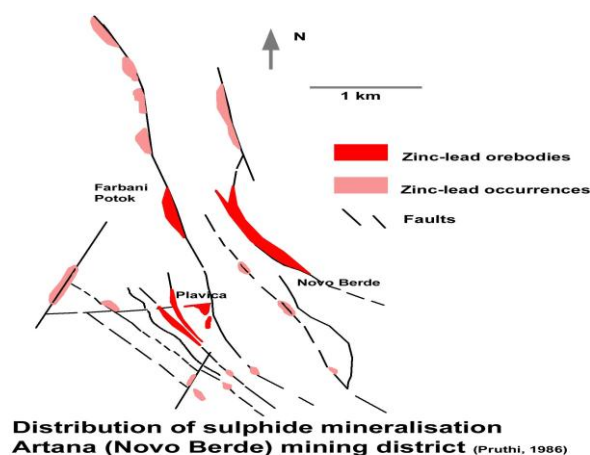 N
1 km
Zinc-lead orebodies
Zinc-lead occurrences
Faults
Farbani
Potok
Novo Berde
Plavica
Distribution of sulphide mineralisation
Artana (Novo Berde) mining district (Pruthi, 1986)